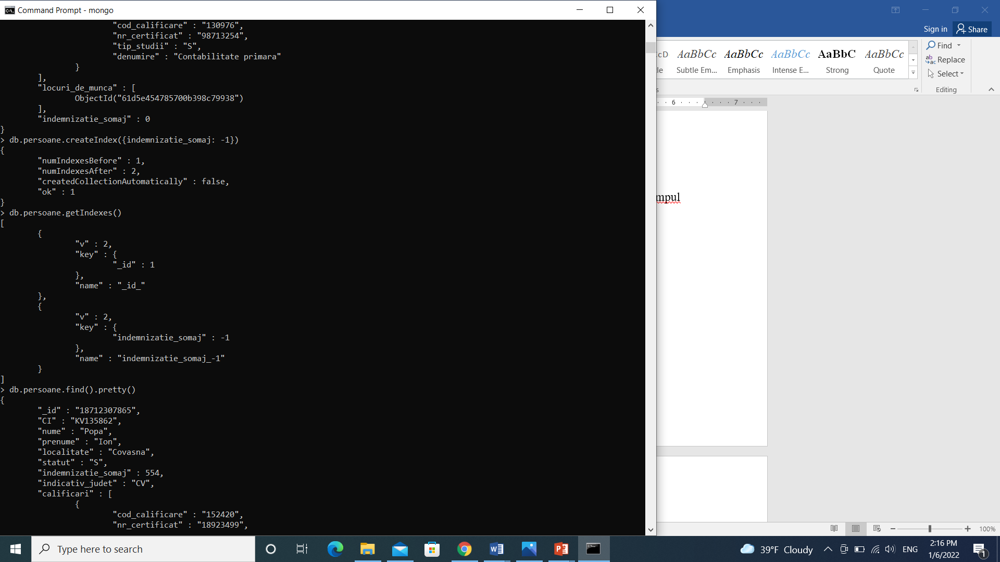 Command Prompt - mongo
"cod_calificare" : "130976",
"nr_certificat" : "98713254",
"tip_studii" : "S",
"denumire" : "Contabilitate primara"
}
],
"locuri_de_munca" : [
ObjectId("61d5e454785700b398c79938")
],
"indemnizatie_somaj" : 0
}
> db.persoane.createIndex({indemnizatie_somaj: -1})
{
"numIndexesBefore" : 1,
"numIndexesAfter" : 2,
"createdCollectionAutomatically" : false,
"ok" : 1
}
> db.persoane.getIndexes()
[
{
"v" : 2,
"key" : {
"_id" : 1
},
"name" : "_id_"
},
{
"v" : 2,
"key" : {
"indemnizatie_somaj" : -1
},
"name" : "indemnizatie_somaj_-1"
}
]
> db.persoane.find().pretty()
{
"_id" : "18712307865",
"CI" : "KV135862",
"nume" : "Popa",
"prenume" : "Ion",
"localitate" : "Covasna",
"statut" : "S",
"indemnizatie_somaj" : 554,
"indicativ_judet" : "CV",
"calificari" : [
{
"cod_calificare" : "152420",
"nr_certificat" : "18923499",
Sign in Share
CcD AaBbCc AaBbCc AaBbCc AaBbC AaBbCc
le Subtle Em... Emphasis Intense E... Strong Quote
Find
Replace
Select
s Editing
6 7
mpul
100%
Type here to search
39°F Cloudy
ENG
2:16 PM
1/6/2022
1